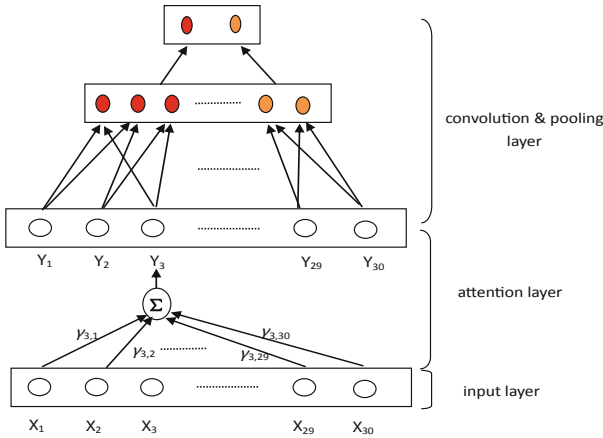 convolution & pooling
layer
Y₁ Y₂ Y₃ Y₂₉ Y₃₀
attention layer
Σ
γ₃,₁ γ₃,₂ γ₃,₂₉ γ₃,₃₀
input layer
X₁ X₂ X₃ X₂₉ X₃₀